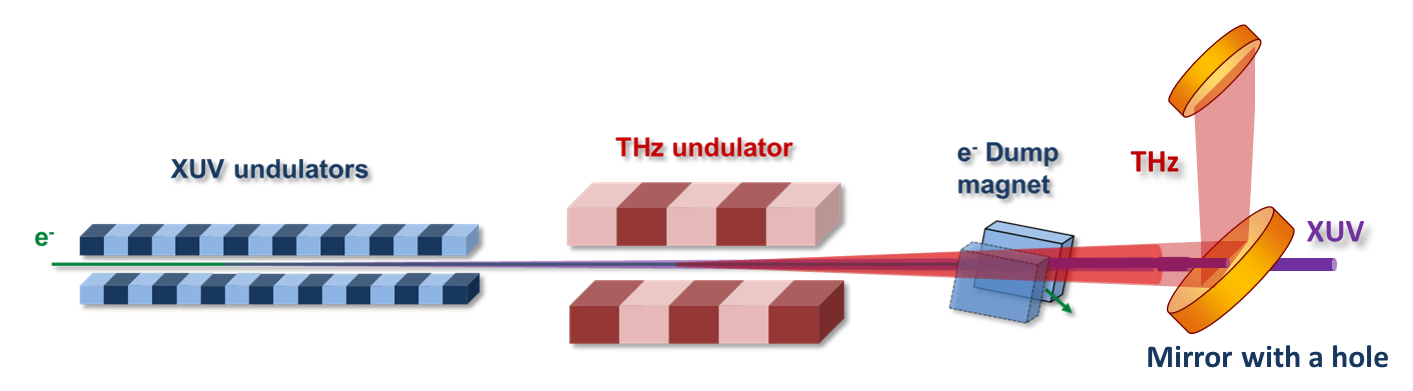 XUV undulators
THz undulator
e- Dump
magnet
THz
XUV
e-
Mirror with a hole